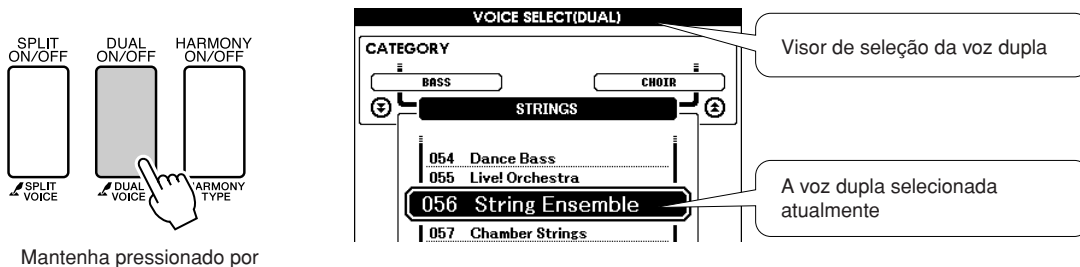 SPLIT
ON/OFF
DUAL
ON/OFF
HARMONY
ON/OFF
SPLIT
VOICE
DUAL
VOICE
ARMONY
TYPE
Mantenha pressionado por
VOICE SELECT(DUAL)
CATEGORY
BASS
CHOIR
STRINGS
054 Dance Bass
055 Live! Orchestra
056 String Ensemble
057 Chamber Strings
Visor de seleção da voz dupla
A voz dupla selecionada
atualmente